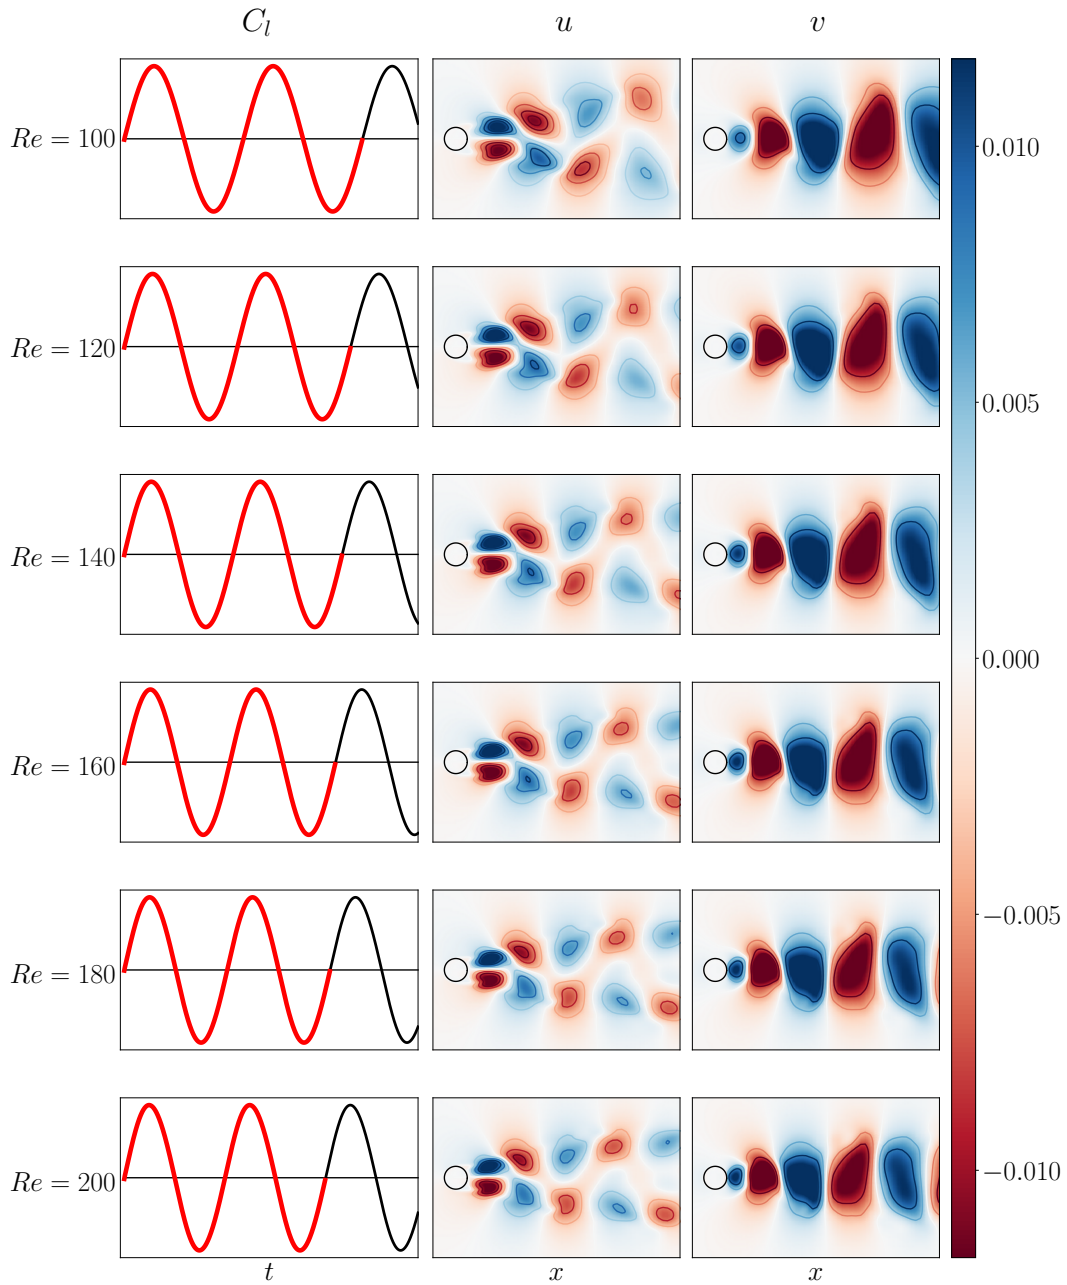 C_l u v
Re = 100
Re = 120
Re = 140
Re = 160
Re = 180
Re = 200
t x x
0.010
0.005
0.000
−0.005
−0.010